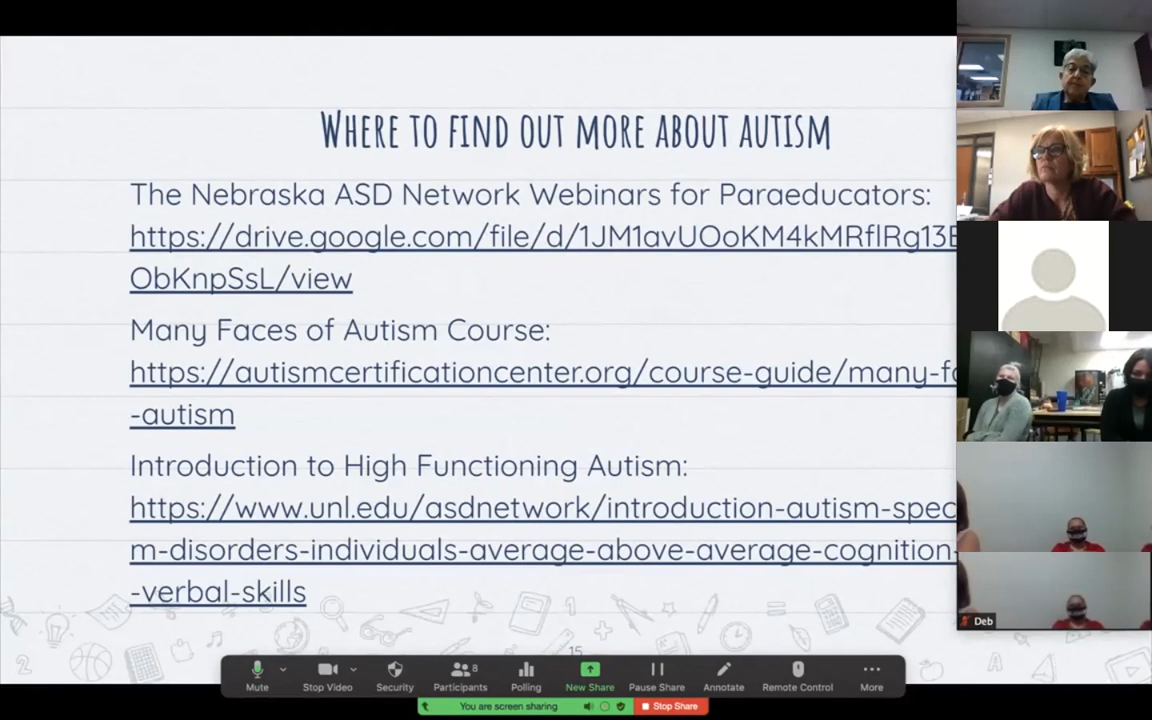 Where to find out more about autism
The Nebraska ASD Network Webinars for Paraeducators:
https://drive.google.com/file/d/1JM1avUOoKM4kMRflRg13
ObKnpSsL/view
Many Faces of Autism Course:
https://autismcertificationcenter.org/course-guide/many-f
-autism
Introduction to High Functioning Autism:
https://www.unl.edu/asdnetwork/introduction-autism-spec
m-disorders-individuals-average-above-average-cognition-
-verbal-skills
15
Deb
8
Mute Stop Video Security Participants Polling New Share Pause Share Annotate Remote Control More
You are screen sharing Stop Share